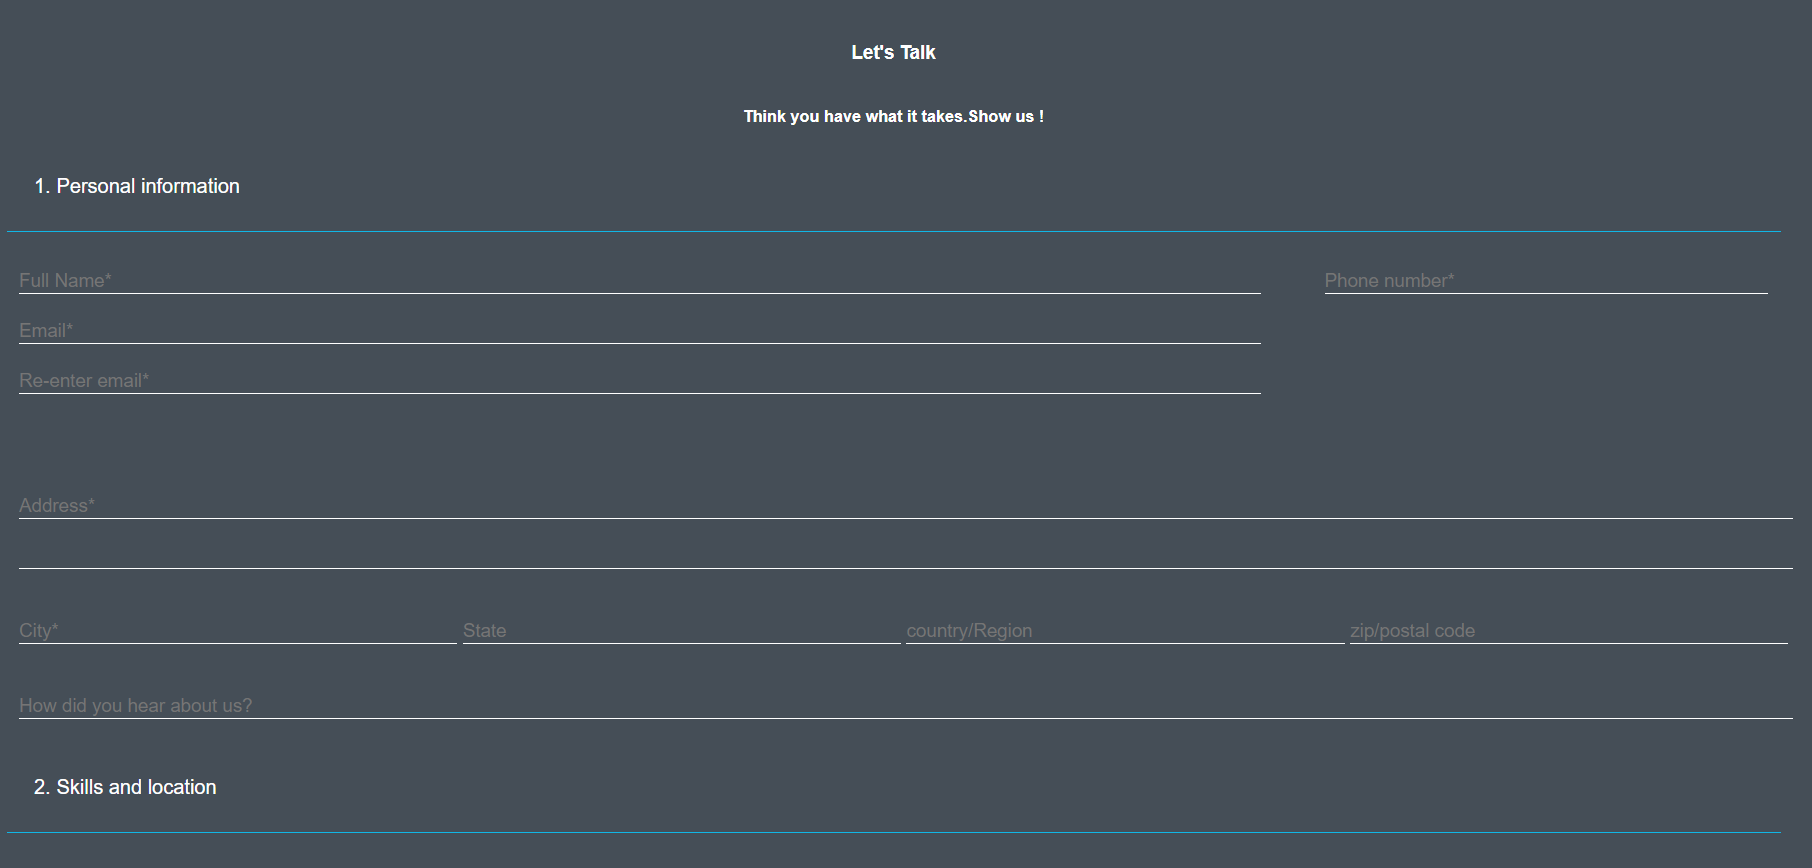 Let's Talk
Think you have what it takes.Show us !
1. Personal information
Full Name* Phone number*
Email*
Re-enter email*
Address*
City* State country/Region zip/postal code
How did you hear about us?
2. Skills and location